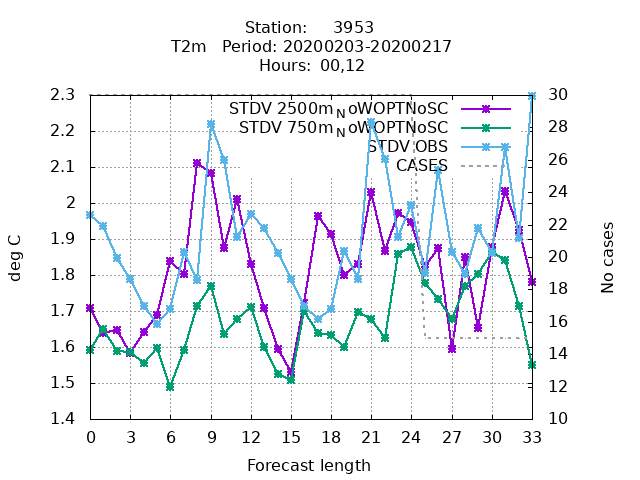 Station: 3953
T2m Period: 20200203-20200217
Hours: 00,12
STDV 2500m_NoWOPTNoSC
STDV 750m_NoWOPTNoSC
STDV OBS
CASES
deg C
2.3
2.2
2.1
2
1.9
1.8
1.7
1.6
1.5
1.4
30
28
26
24
22
20
18
16
14
12
10
No cases
0 3 6 9 12 15 18 21 24 27 30 33
Forecast length